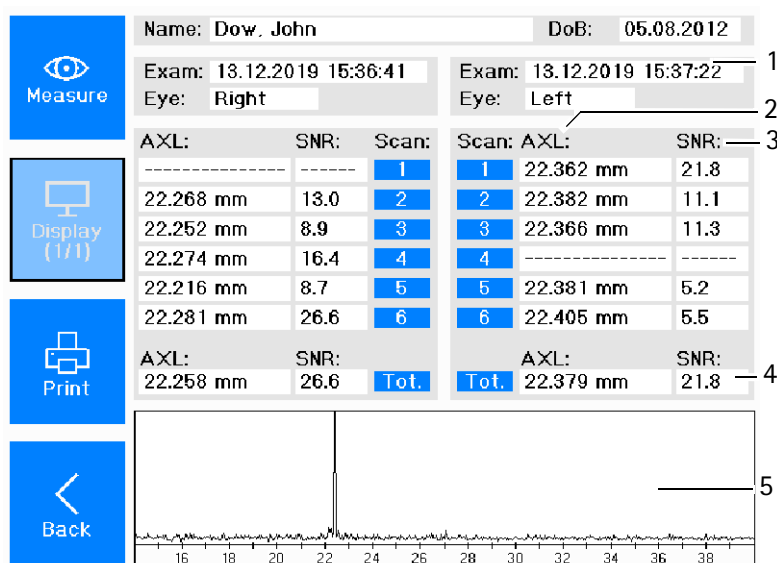 Name: Dow, John DoB: 05.08.2012
Exam: 13.12.2019 15:36:41 Exam: 13.12.2019 15:37:22 1
Measure Eye: Right Eye: Left
2
AXL: SNR: Scan: Scan: AXL: SNR: 3
--------------- ------ 1 1 22.362 mm 21.8
22.268 mm 13.0 2 2 22.382 mm 11.1
Display 22.252 mm 8.9 3 3 22.366 mm 11.3
(1/1) 22.274 mm 16.4 4 4 --------------- ------
22.216 mm 8.7 5 5 22.381 mm 5.2
22.281 mm 26.6 6 6 22.405 mm 5.5
AXL: SNR: AXL: SNR:
Print 22.258 mm 26.6 Tot. Tot. 22.379 mm 21.8 4
5
Back
16 18 20 22 24 26 28 30 32 34 36 38